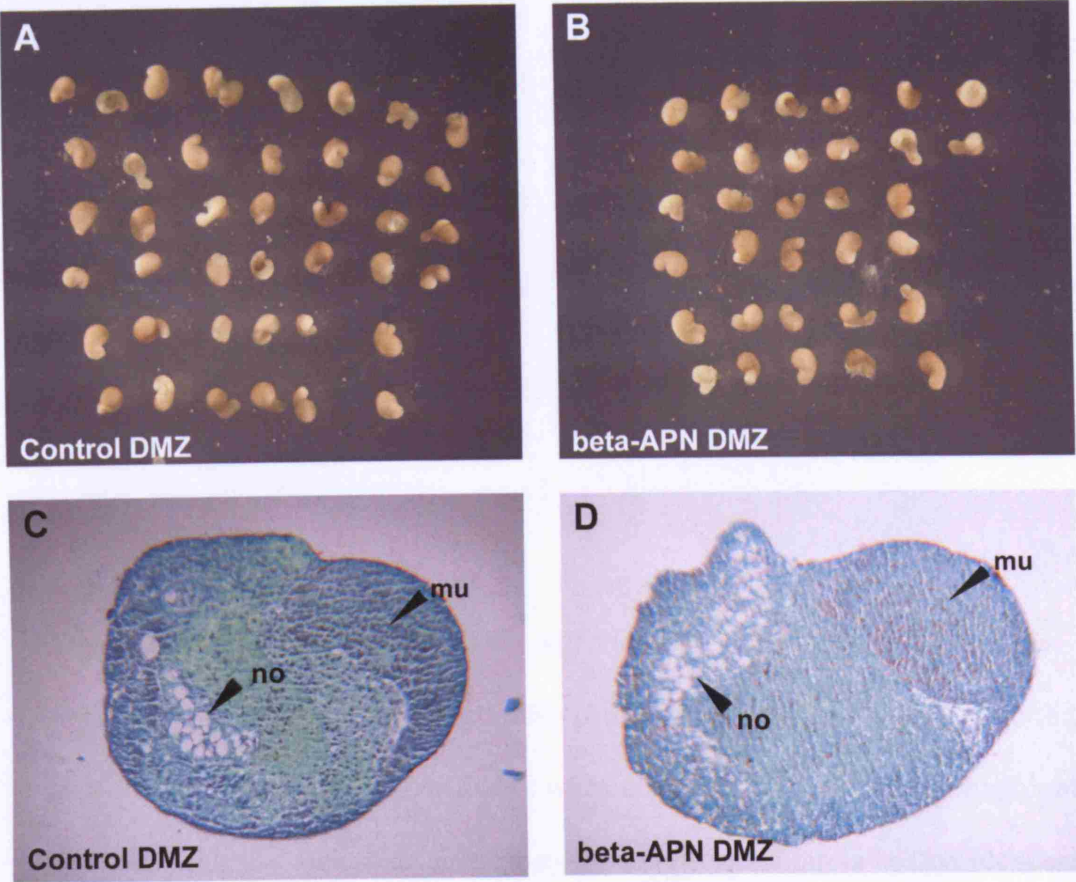 A
Control DMZ
B
beta-APN DMZ
C
mu
no
Control DMZ
D
mu
no
beta-APN DMZ